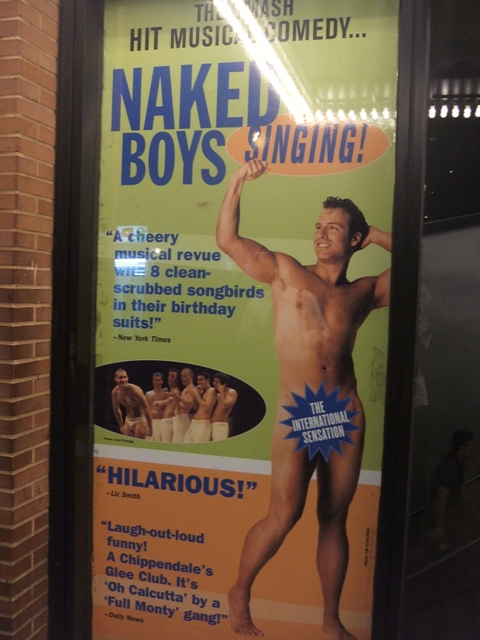 THE SMASH
HIT MUSICAL COMEDY...
NAKED
BOYS
SINGING!
"A cheery
musical revue
with 8 clean-
scrubbed songbirds
in their birthday
suits!"
–New York Times
THE
INTERNATIONAL
SENSATION
"HILARIOUS!"
–Liz Smith
"Laugh-out-loud
funny!
A Chippendale's
Glee Club. It's
'Oh Calcutta' by a
'Full Monty' gang!"
–Daily News